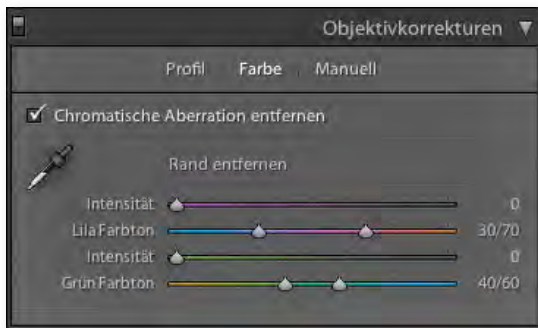 Objektivkorrekturen
Profil Farbe Manuell
Chromatische Aberration entfernen
Rand entfernen
Intensität 0
Lila Farbton 30/70
Intensität 0
Grün Farbton 40/60